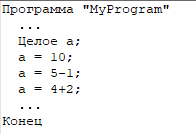 Программа "MyProgram"
...
Целое a;
a = 10;
a = 5-1;
a = 4+2;
...
Конец